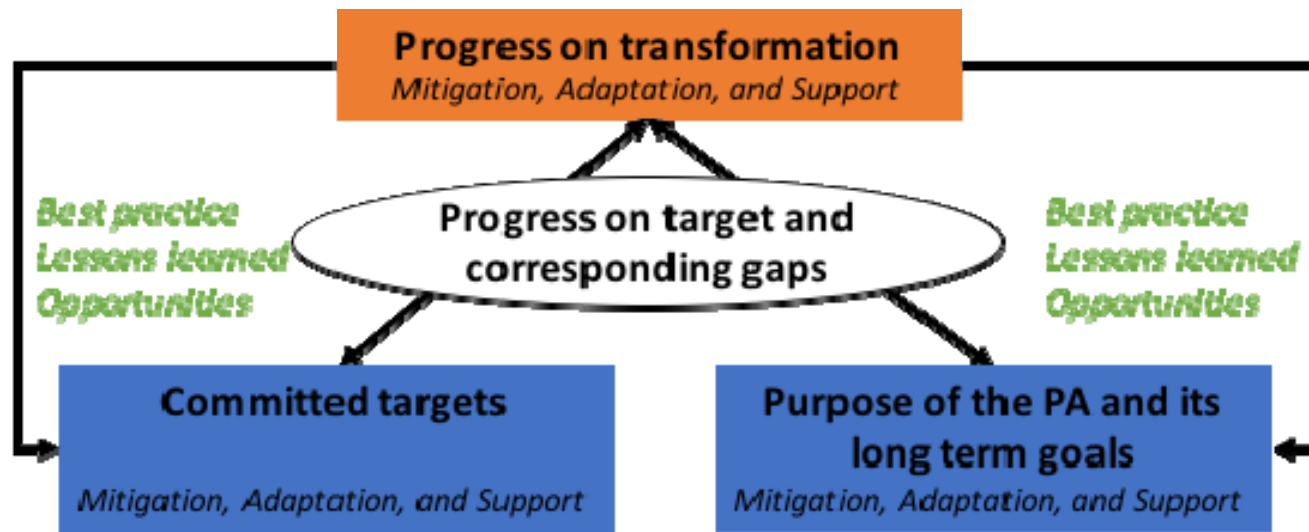 Progress on transformation
Mitigation, Adaptation, and Support
Best practice
Lessons learned
Opportunities
Progress on target and
corresponding gaps
Best practice
Lessons learned
Opportunities
Committed targets
Mitigation, Adaptation, and Support
Purpose of the PA and its
long term goals
Mitigation, Adaptation, and Support